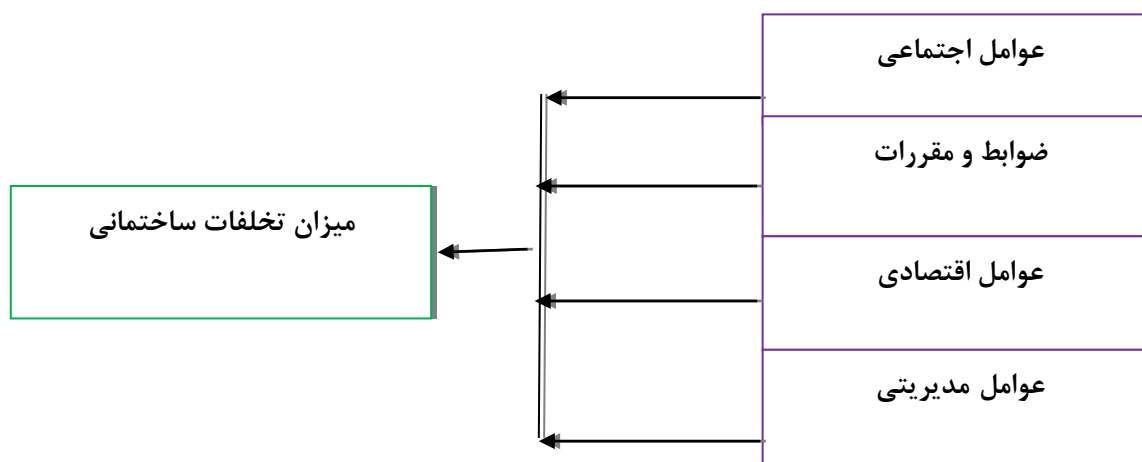 عوامل اجتماعی
ضوابط و مقررات
میزان تخلفات ساختمانی
عوامل اقتصادی
عوامل مدیریتی